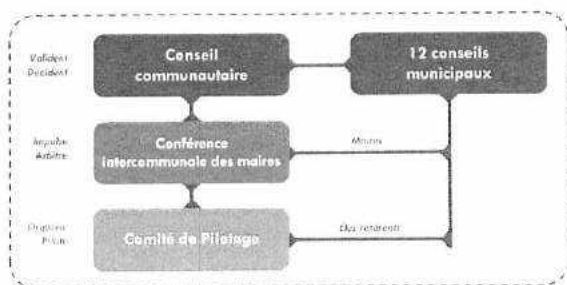 Valident
Décident
Conseil
communautaire
12 conseils
municipaux
Impulse
Arbitre
Conférence
intercommunale des maires
Maires
Pilote
Comité de Pilotage
Elus référents